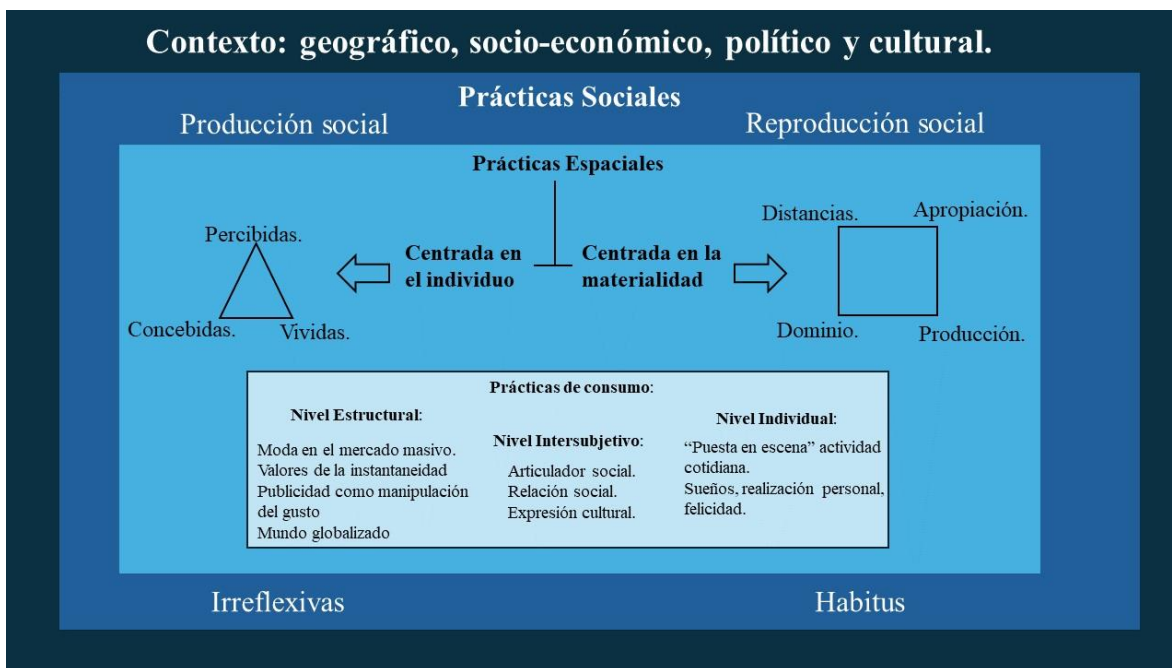 Contexto: geográfico, socio-económico, político y cultural.
Prácticas Sociales
Producción social
Reproducción social
Prácticas Espaciales
Percibidas.
Concebidas.
Vividas.
Centrada en
el individuo
Centrada en la
materialidad
Distancias.
Apropiación.
Dominio.
Producción.
Prácticas de consumo:
Nivel Estructural:
Moda en el mercado masivo.
Valores de la instantaneidad
Publicidad como manipulación
del gusto
Mundo globalizado
Nivel Intersubjetivo:
Articulador social.
Relación social.
Expresión cultural.
Nivel Individual:
“Puesta en escena” actividad
cotidiana.
Sueños, realización personal,
felicidad.
Irreflexivas
Habitus